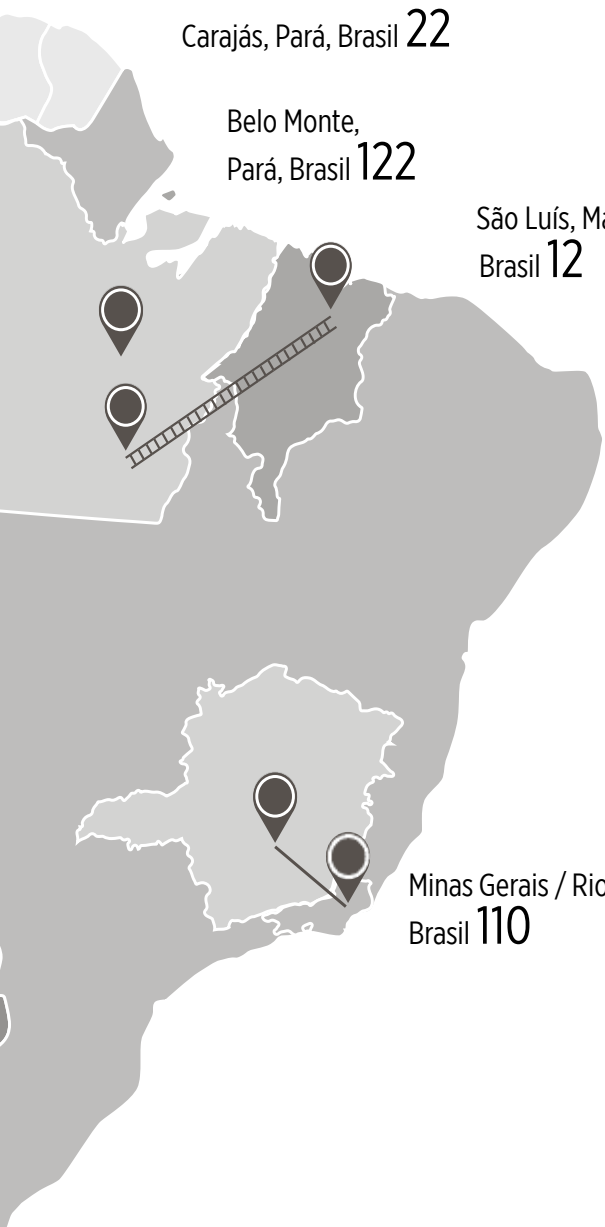 Carajás, Pará, Brasil 22
Belo Monte,
Pará, Brasil 122
São Luís, Ma
Brasil 12
Minas Gerais / Rio
Brasil 110